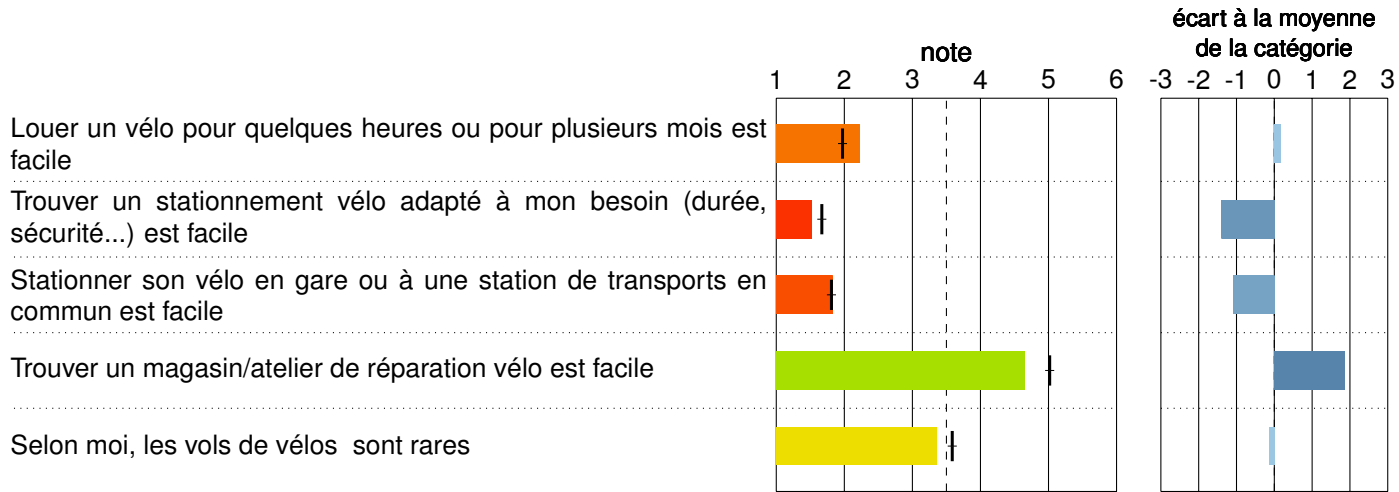 écart à la moyenne
note
de la catégorie
1 2 3 4 5 6
-3 -2 -1 0 1 2 3
Louer un vélo pour quelques heures ou pour plusieurs mois est
facile
Trouver un stationnement vélo adapté à mon besoin (durée,
sécurité...) est facile
Stationner son vélo en gare ou à une station de transports en
commun est facile
Trouver un magasin/atelier de réparation vélo est facile
Selon moi, les vols de vélos sont rares